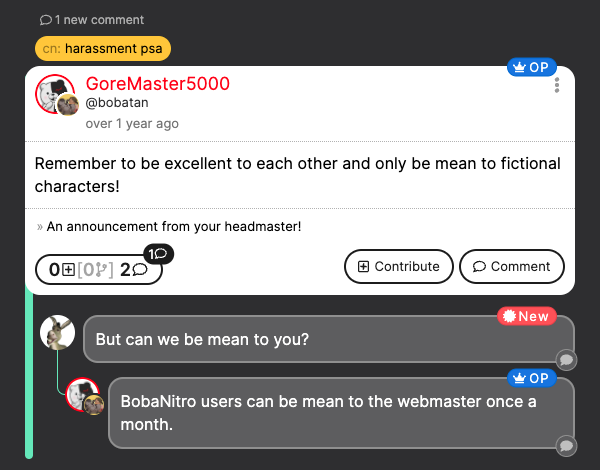 1 new comment
cn: harassment psa
OP
GoreMaster5000
@bobatan
over 1 year ago
Remember to be excellent to each other and only be mean to fictional
characters!
» An announcement from your headmaster!
1
0[0] 2
Contribute
Comment
New
But can we be mean to you?
OP
BobaNitro users can be mean to the webmaster once a
month.